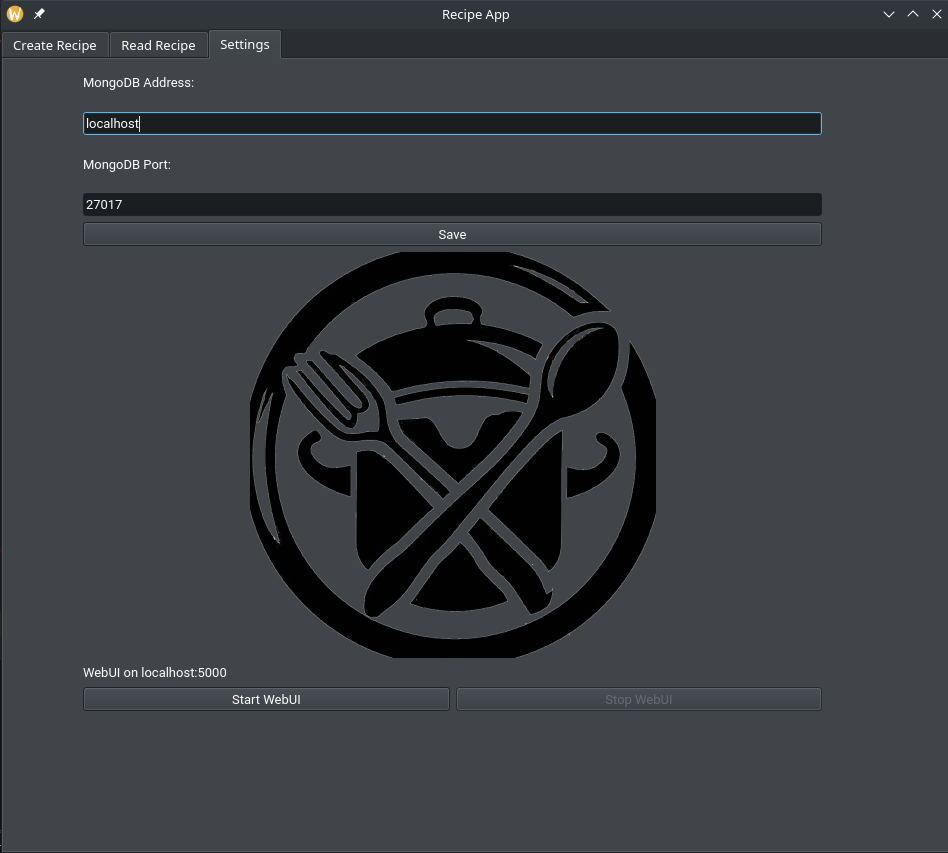 Recipe App
Create Recipe Read Recipe Settings
MongoDB Address:
localhost
MongoDB Port:
27017
Save
WebUI on localhost:5000
Start WebUI Stop WebUI